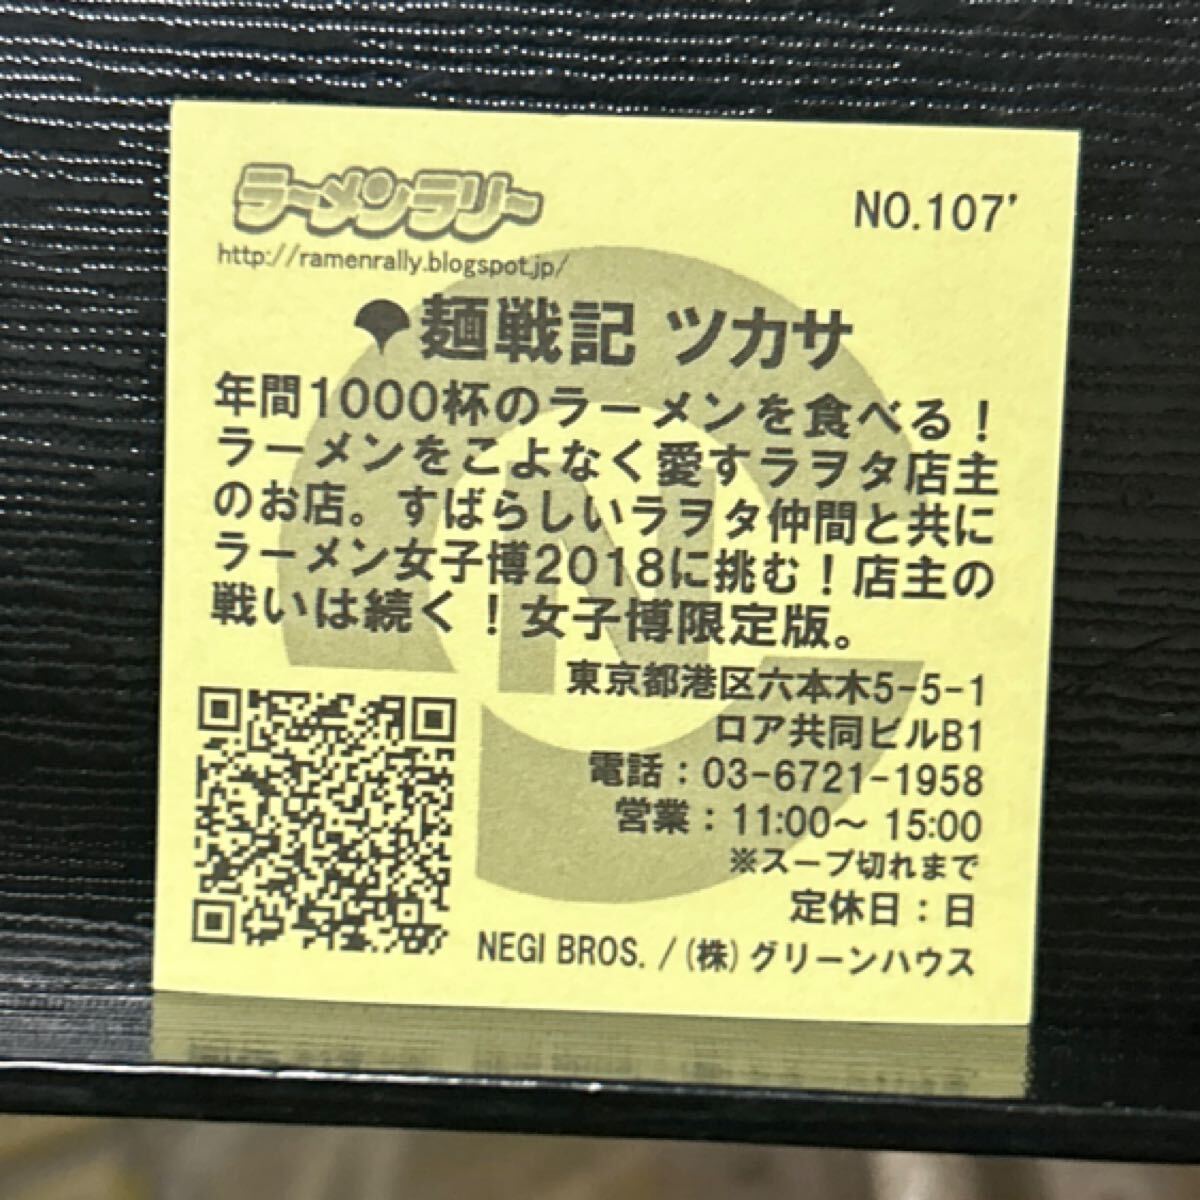 ラーメンラリー
NO.107'
http://ramenrally.blogspot.jp/
麺戦記 ツカサ
年間1000杯のラーメンを食べる！
ラーメンをこよなく愛すラヲタ店主
のお店。すばらしいラヲタ仲間と共に
ラーメン女子博2018に挑む！店主の
戦いは続く！女子博限定版。
東京都港区六本木5-5-1
ロア共同ビルB1
電話：03-6721-1958
営業：11:00～15:00
※スープ切れまで
定休日：日
NEGI BROS. / (株)グリーンハウス